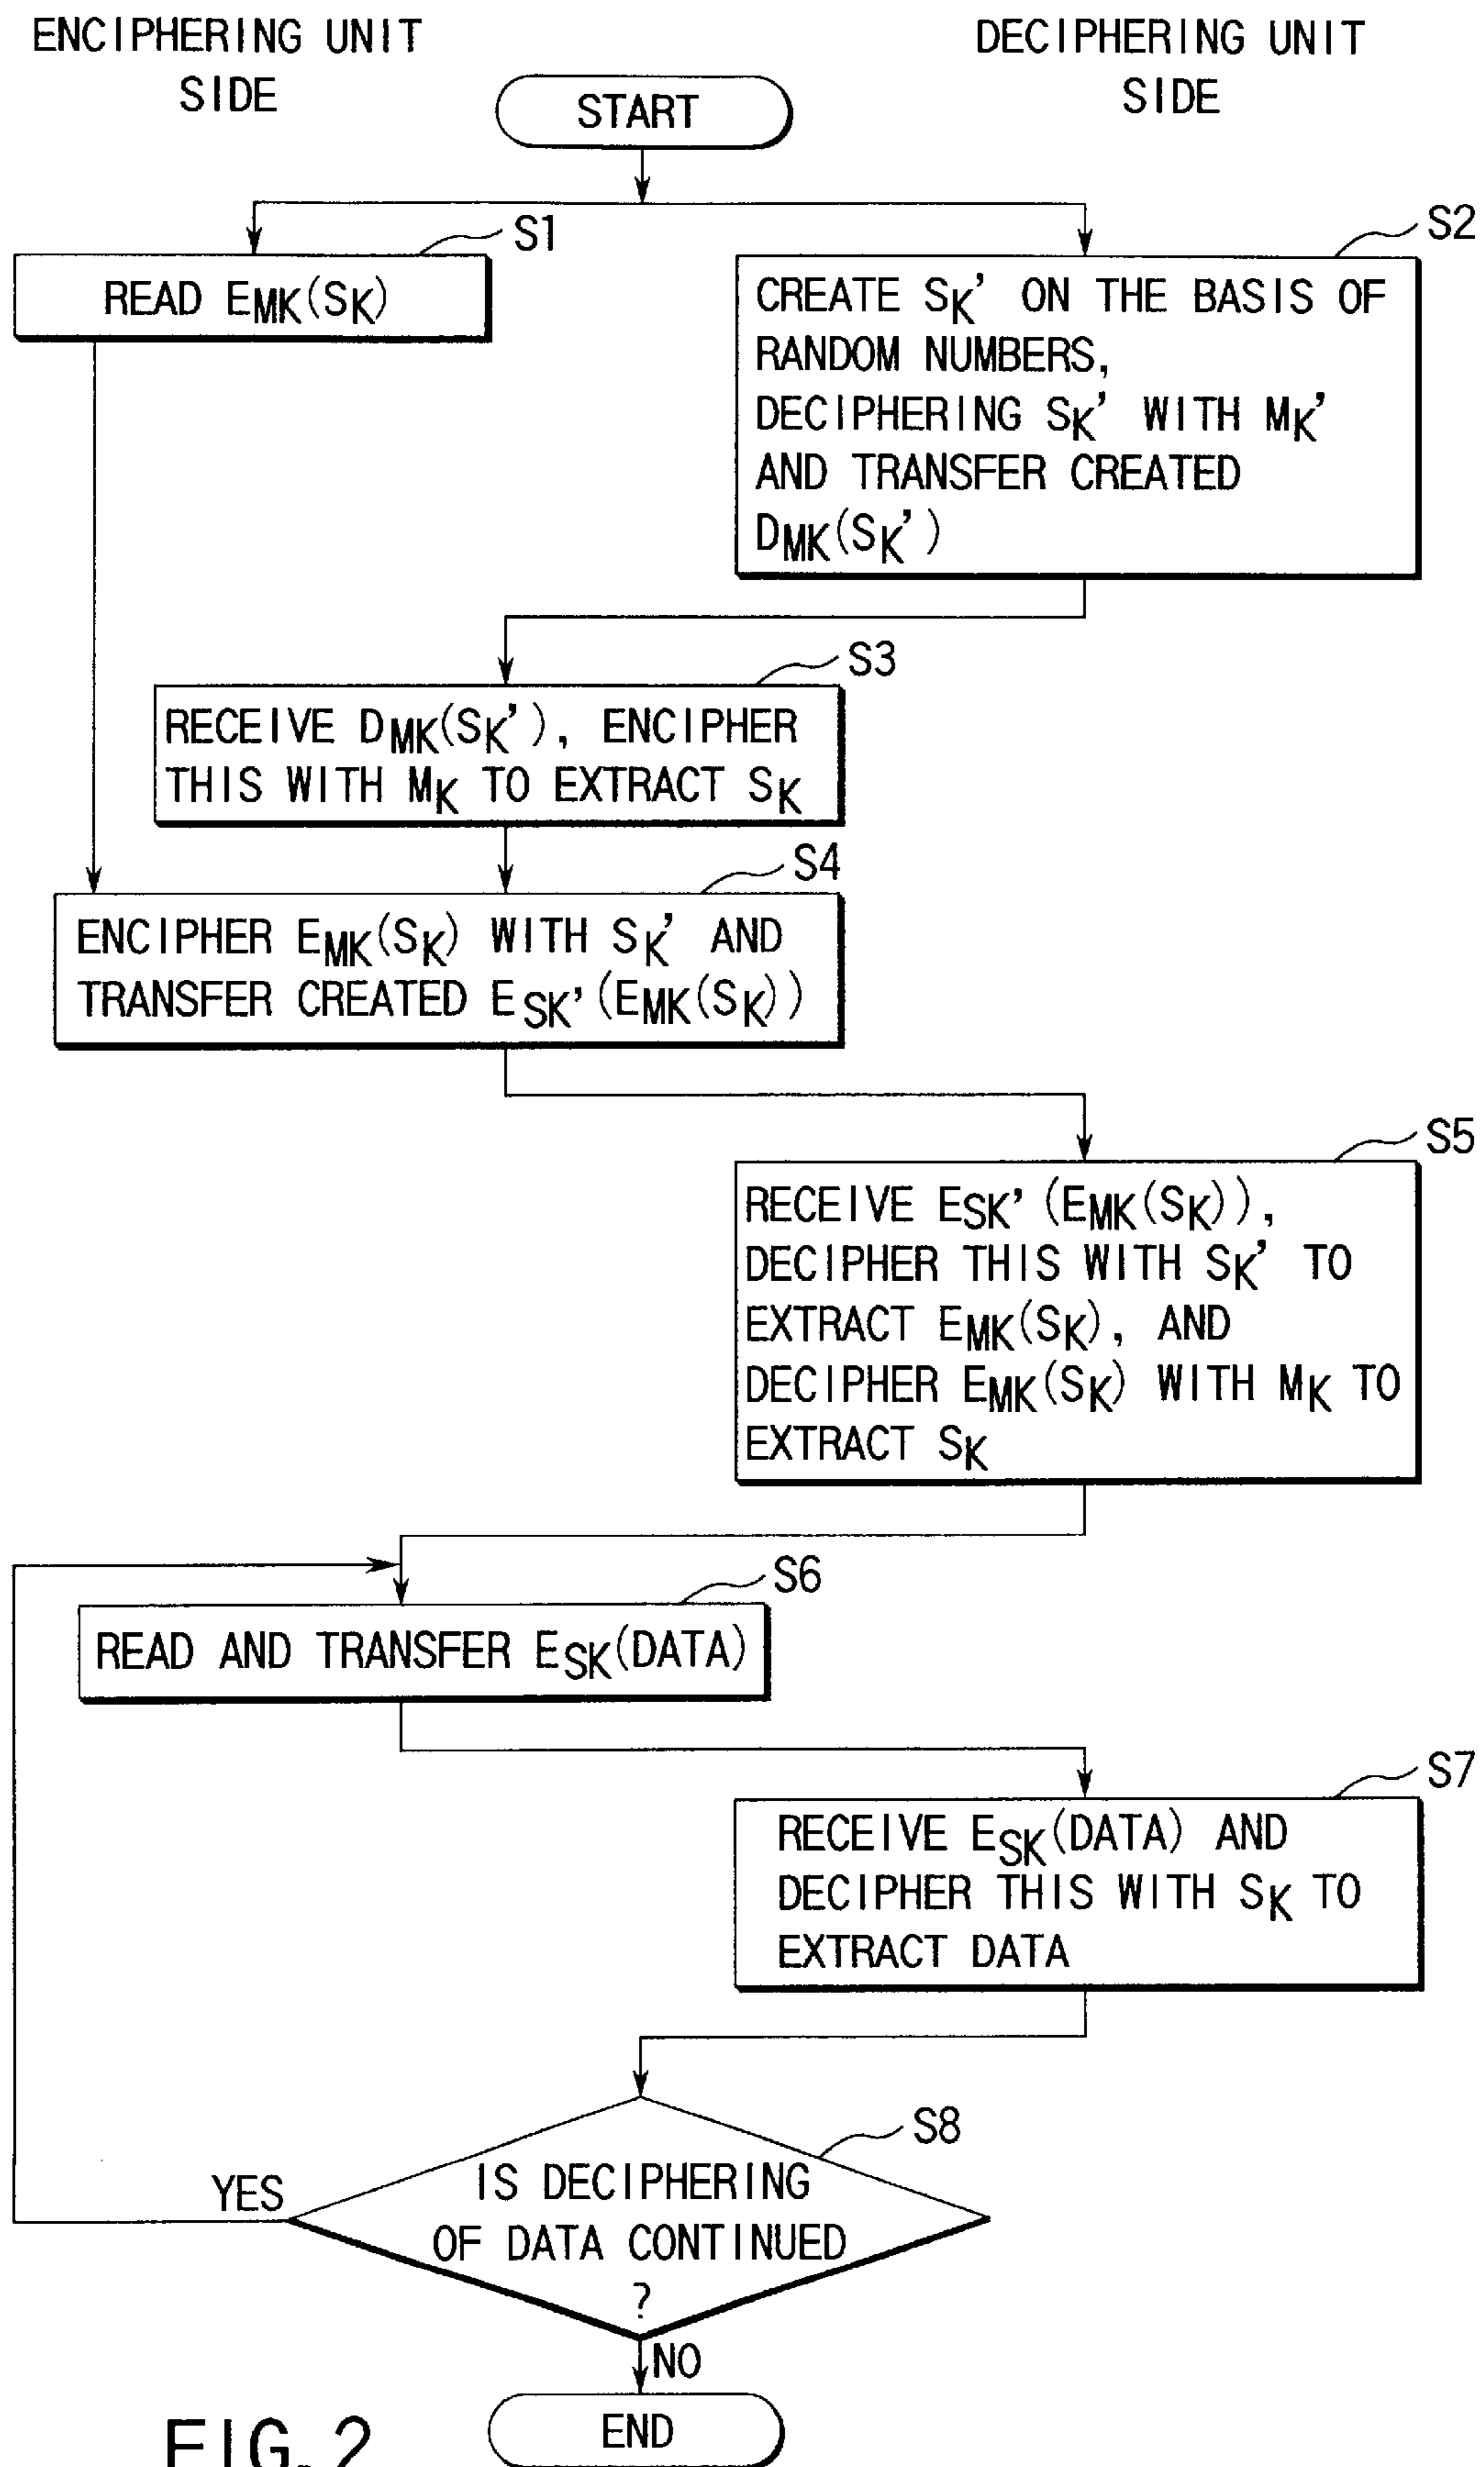 ENCIPHERING UNIT
SIDE
DECIPHERING UNIT
SIDE
START
S1
READ EMK(SK)
S2
CREATE SK' ON THE BASIS OF
RANDOM NUMBERS,
DECIPHERING SK' WITH MK'
AND TRANSFER CREATED
DMK(SK')
S3
RECEIVE DMK(SK'), ENCIPHER
THIS WITH MK TO EXTRACT SK
S4
ENCIPHER EMK(SK) WITH SK' AND
TRANSFER CREATED ESK'(EMK(SK))
S5
RECEIVE ESK'(EMK(SK)),
DECIPHER THIS WITH SK' TO
EXTRACT EMK(SK), AND
DECIPHER EMK(SK) WITH MK TO
EXTRACT SK
S6
READ AND TRANSFER ESK(DATA)
S7
RECEIVE ESK(DATA) AND
DECIPHER THIS WITH SK TO
EXTRACT DATA
S8
IS DECIPHERING
OF DATA CONTINUED
?
YES
NO
END
FIG.2